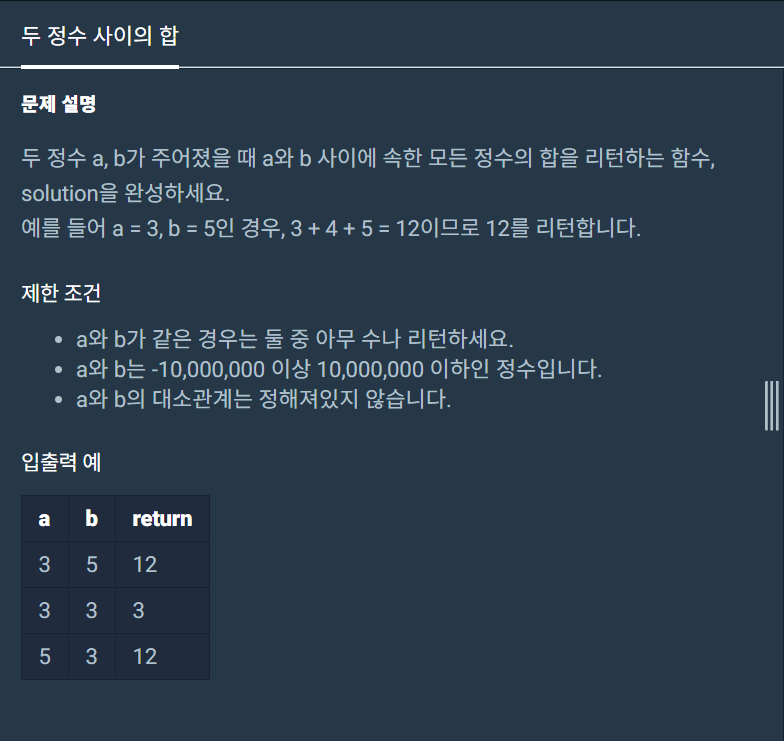 두 정수 사이의 합
문제 설명
두 정수 a, b가 주어졌을 때 a와 b 사이에 속한 모든 정수의 합을 리턴하는 함수,
solution을 완성하세요.
예를 들어 a = 3, b = 5인 경우, 3 + 4 + 5 = 12이므로 12를 리턴합니다.
제한 조건
• a와 b가 같은 경우는 둘 중 아무 수나 리턴하세요.
• a와 b는 -10,000,000 이상 10,000,000 이하인 정수입니다.
• a와 b의 대소관계는 정해져있지 않습니다.
입출력 예
a b return
3 5 12
3 3 3
5 3 12